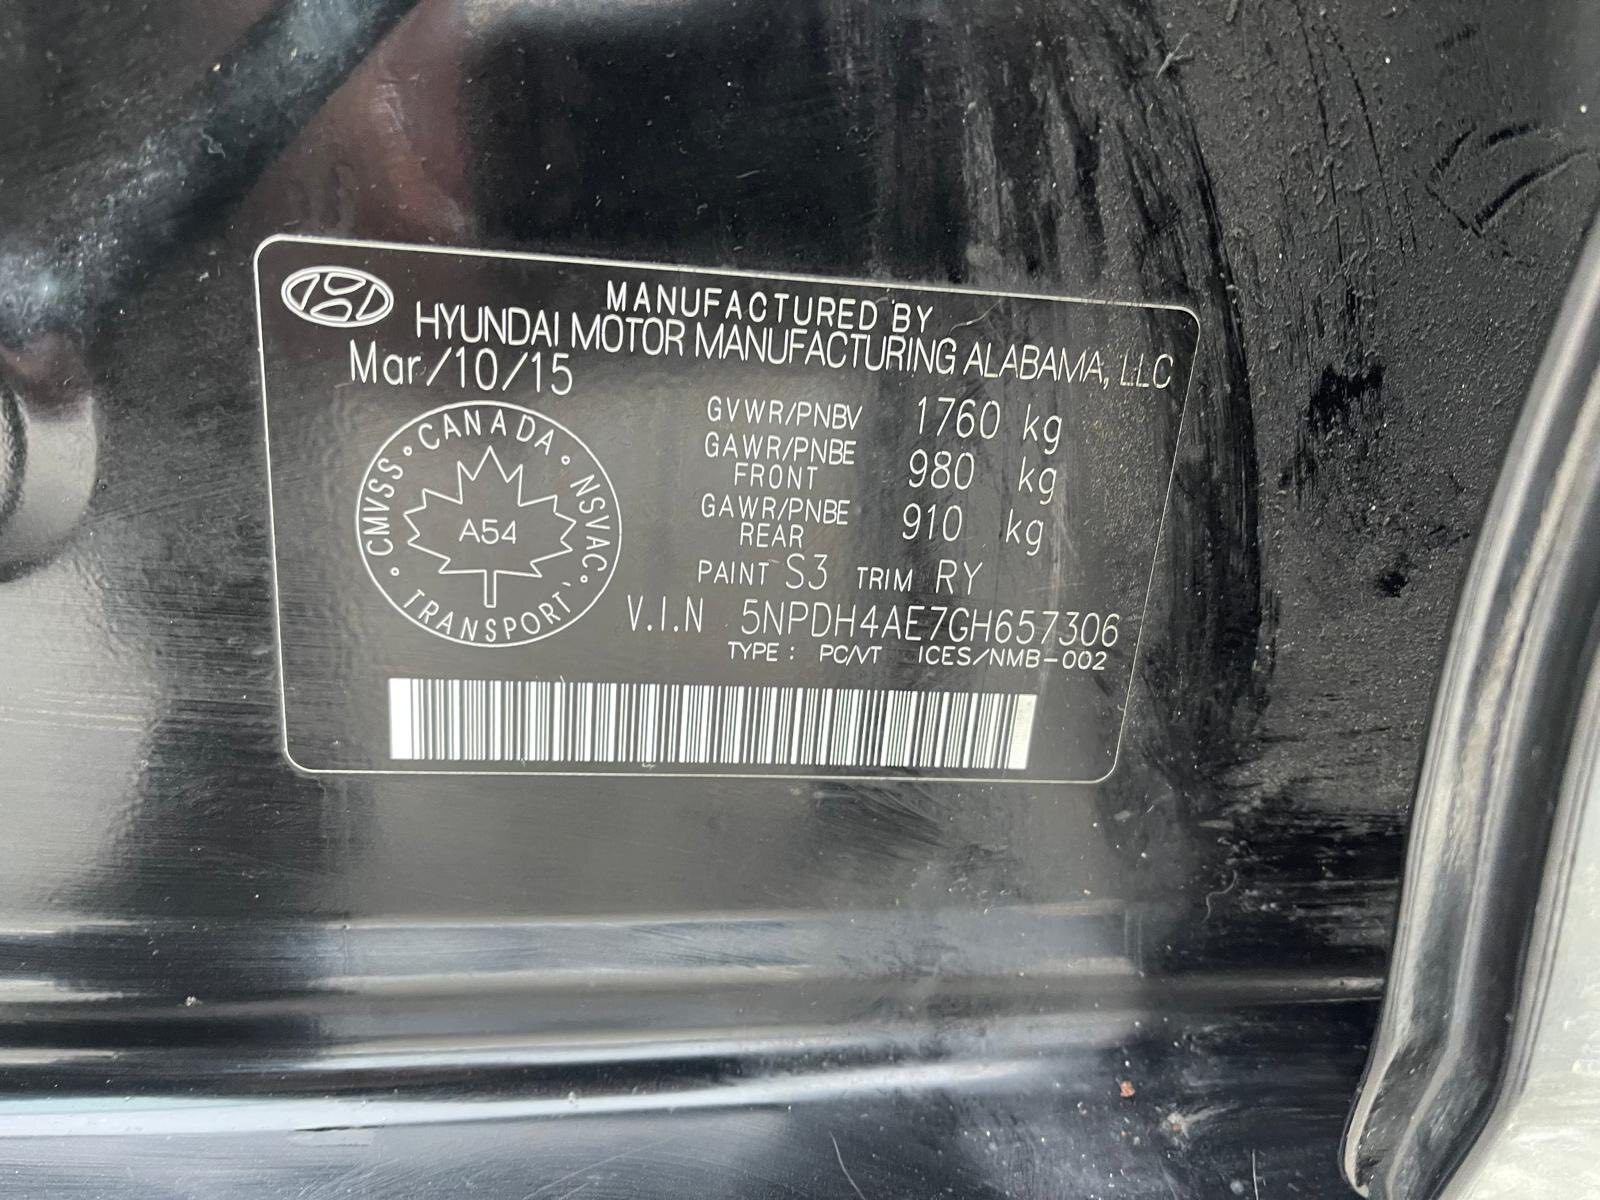 MANUFACTURED BY
HYUNDAI MOTOR MANUFACTURING ALABAMA, LLC
Mar/10/15
GVWR/PNBV 1760 kg
GAWR/PNBE
FRONT 980 kg
GAWR/PNBE
REAR 910 kg
CANADA · NSVAC · TRANSPORT · CMVSS ·
A54
PAINT S3 TRIM RY
V.I.N 5NPDH4AE7GH657306
TYPE : PC/VT ICES/NMB-002